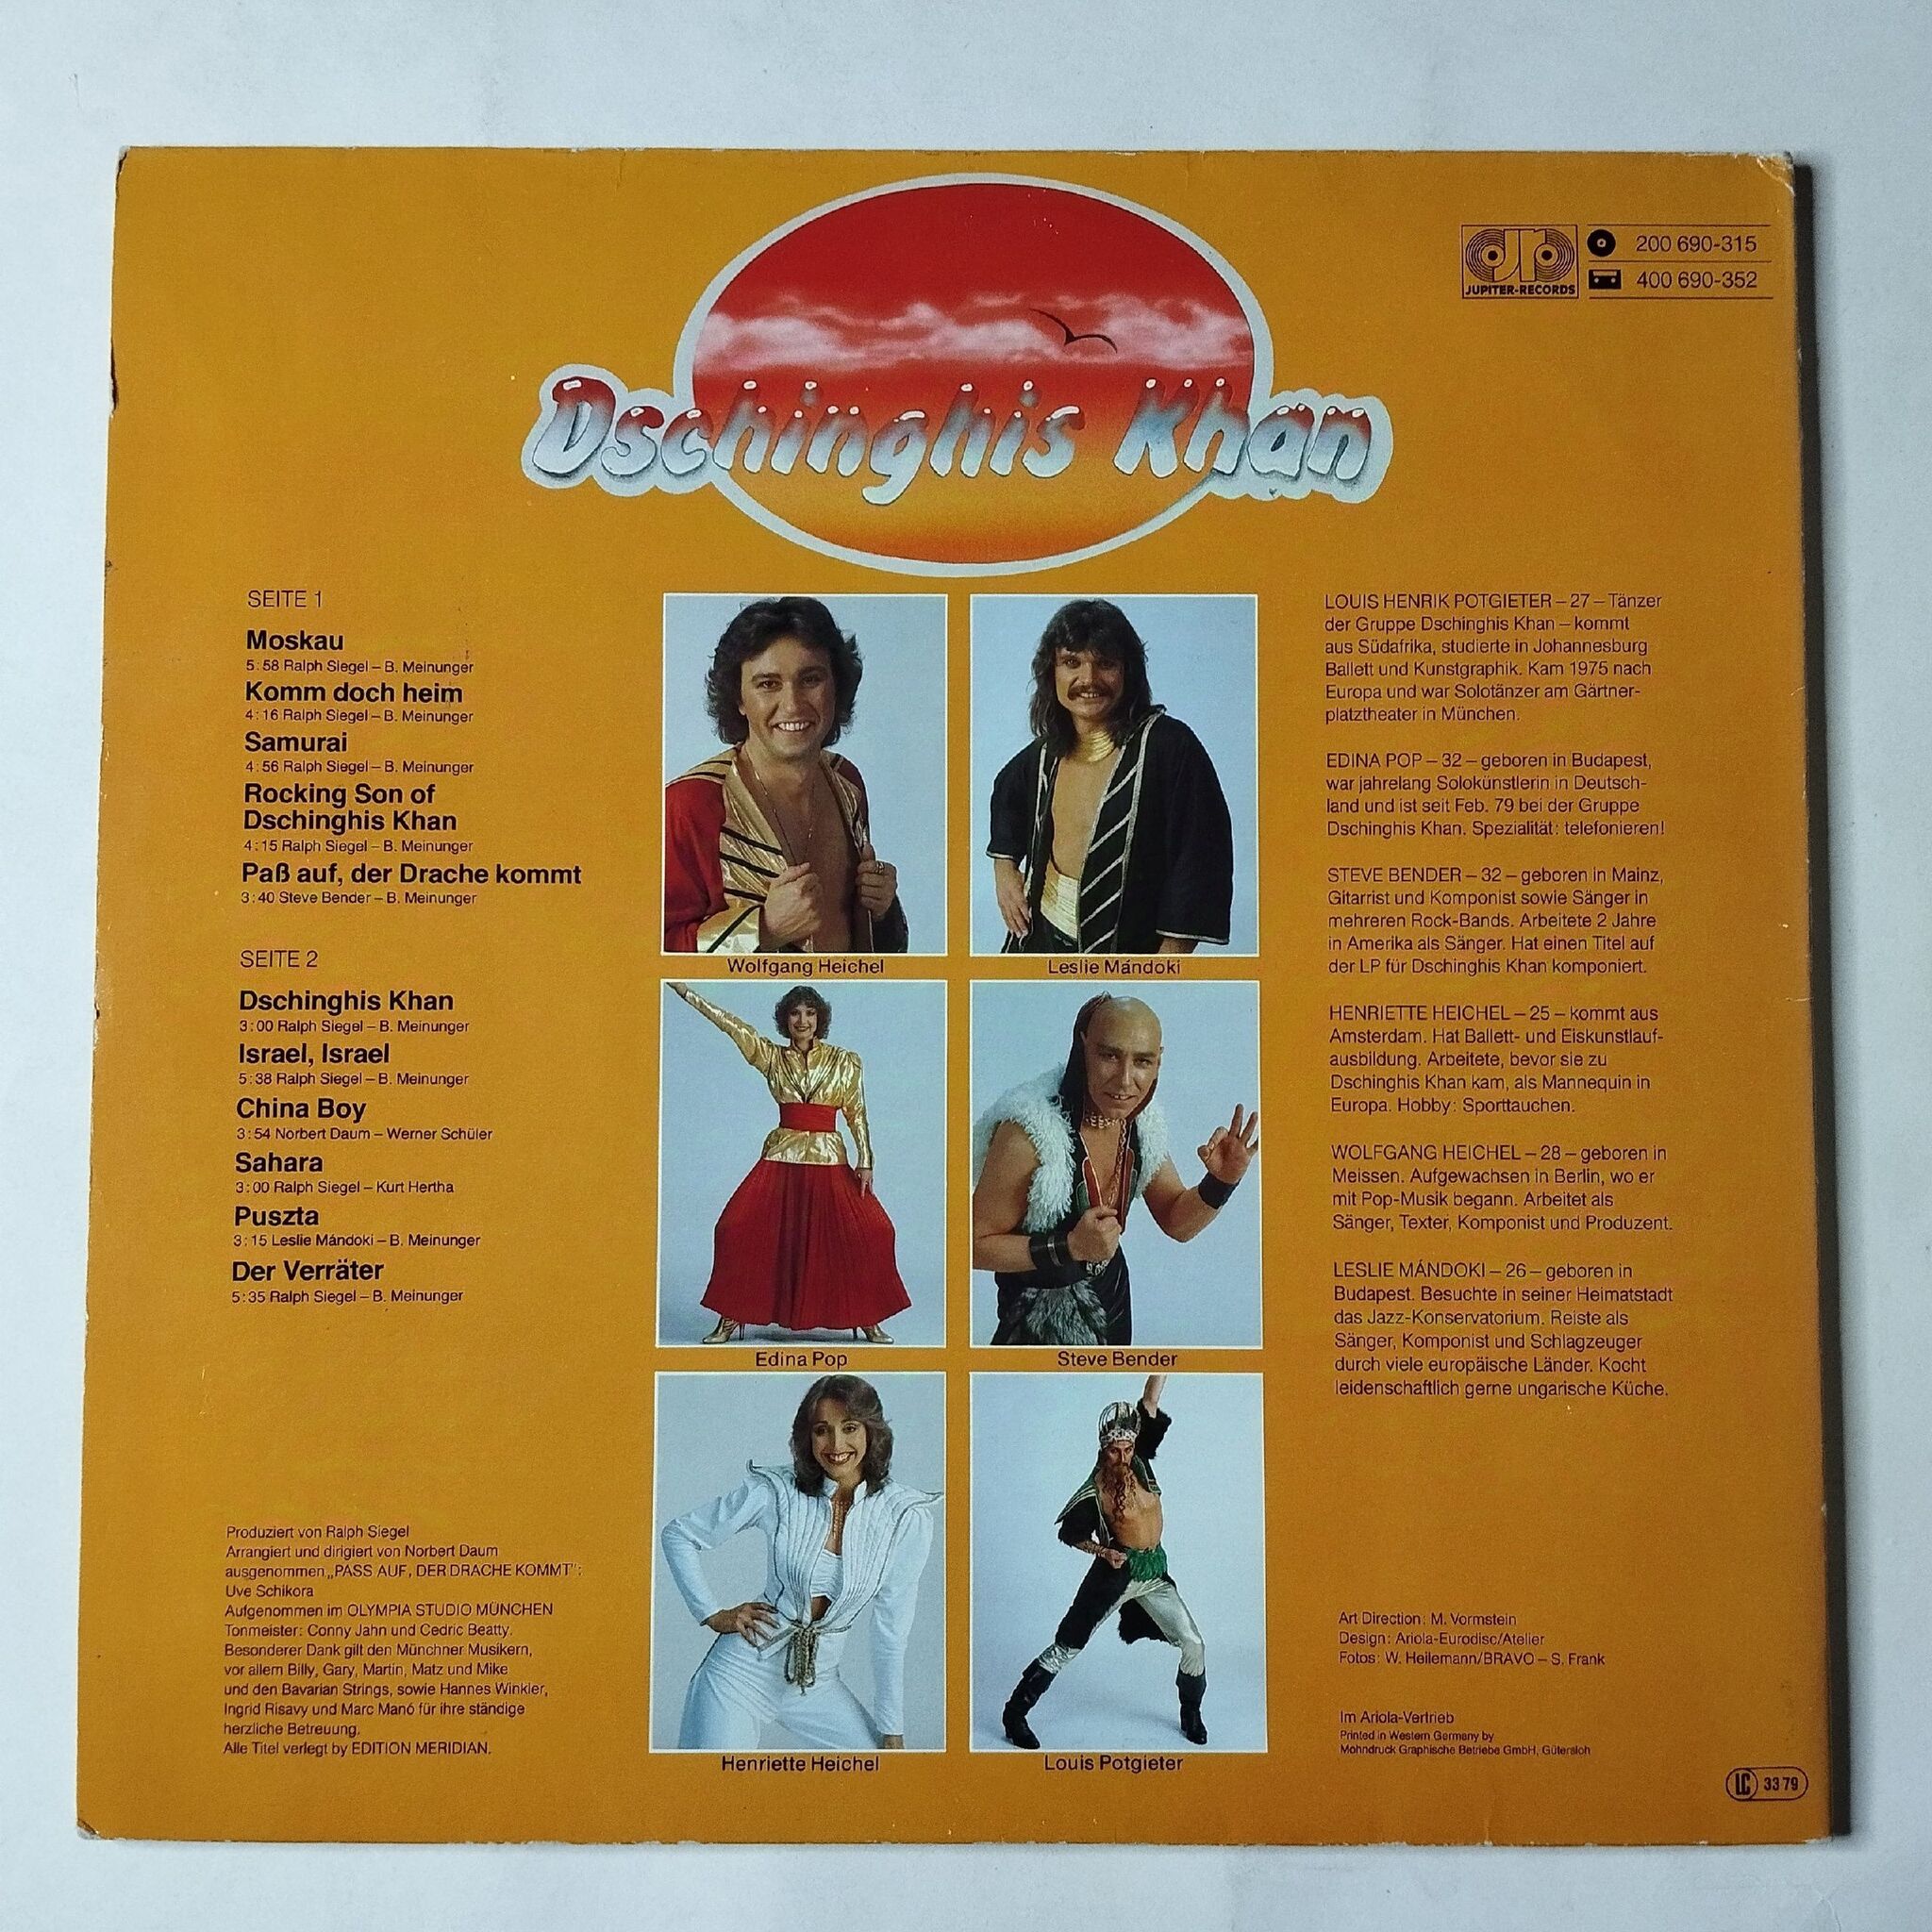 Dschinghis Khan
JUPITER-RECORDS
200 690-315
400 690-352
SEITE 1
Moskau
5:58 Ralph Siegel – B. Meinunger
Komm doch heim
4:16 Ralph Siegel – B. Meinunger
Samurai
4:56 Ralph Siegel – B. Meinunger
Rocking Son of
Dschinghis Khan
4:15 Ralph Siegel – B. Meinunger
Paß auf, der Drache kommt
3:40 Steve Bender – B. Meinunger
SEITE 2
Dschinghis Khan
3:00 Ralph Siegel – B. Meinunger
Israel, Israel
5:38 Ralph Siegel – B. Meinunger
China Boy
3:54 Norbert Daum – Werner Schüler
Sahara
3:00 Ralph Siegel – Kurt Hertha
Puszta
3:15 Leslie Mándoki – B. Meinunger
Der Verräter
5:35 Ralph Siegel – B. Meinunger
Produziert von Ralph Siegel
Arrangiert und dirigiert von Norbert Daum
ausgenommen „PASS AUF, DER DRACHE KOMMT“:
Uve Schikora
Aufgenommen im OLYMPIA STUDIO MÜNCHEN
Tonmeister: Conny Jahn und Cedric Beatty.
Besonderer Dank gilt den Münchner Musikern,
vor allem Billy, Gary, Martin, Matz und Mike
und den Bavarian Strings, sowie Hannes Winkler,
Ingrid Risavy und Marc Manó für ihre ständige
herzliche Betreuung.
Alle Titel verlegt by EDITION MERIDIAN.
Wolfgang Heichel
Leslie Mándoki
Edina Pop
Steve Bender
Henriette Heichel
Louis Potgieter
LOUIS HENRIK POTGIETER – 27 – Tänzer
der Gruppe Dschinghis Khan – kommt
aus Südafrika, studierte in Johannesburg
Ballett und Kunstgraphik. Kam 1975 nach
Europa und war Solotänzer am Gärtner-
platztheater in München.
EDINA POP – 32 – geboren in Budapest,
war jahrelang Solokünstlerin in Deutsch-
land und ist seit Feb. 79 bei der Gruppe
Dschinghis Khan. Spezialität: telefonieren!
STEVE BENDER – 32 – geboren in Mainz,
Gitarrist und Komponist sowie Sänger in
mehreren Rock-Bands. Arbeitete 2 Jahre
in Amerika als Sänger. Hat einen Titel auf
der LP für Dschinghis Khan komponiert.
HENRIETTE HEICHEL – 25 – kommt aus
Amsterdam. Hat Ballett- und Eiskunstlauf-
ausbildung. Arbeitete, bevor sie zu
Dschinghis Khan kam, als Mannequin in
Europa. Hobby: Sporttauchen.
WOLFGANG HEICHEL – 28 – geboren in
Meissen. Aufgewachsen in Berlin, wo er
mit Pop-Musik begann. Arbeitet als
Sänger, Texter, Komponist und Produzent.
LESLIE MÁNDOKI – 26 – geboren in
Budapest. Besuchte in seiner Heimatstadt
das Jazz-Konservatorium. Reiste als
Sänger, Komponist und Schlagzeuger
durch viele europäische Länder. Kocht
leidenschaftlich gerne ungarische Küche.
Art Direction: M. Vormstein
Design: Ariola-Eurodisc/Atelier
Fotos: W. Heilemann/BRAVO – S. Frank
Im Ariola-Vertrieb
Printed in Western Germany by
Mohndruck Graphische Betriebe GmbH, Gütersloh
LC 3379